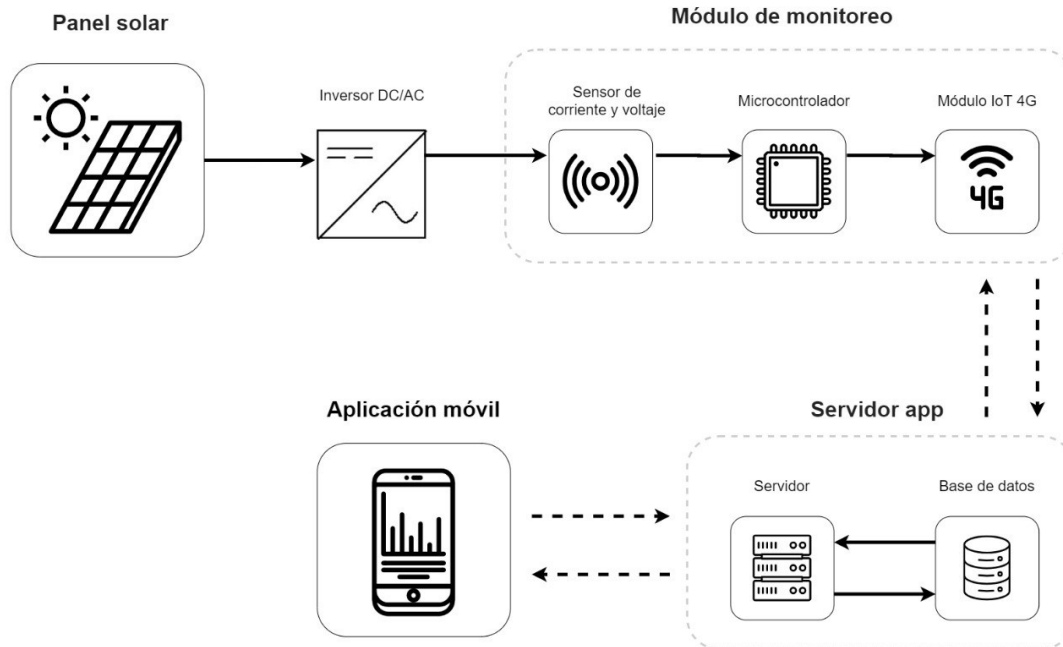 Panel solar
Módulo de monitoreo
Inversor DC/AC
Sensor de
corriente y voltaje
Microcontrolador
Módulo IoT 4G
4G
Aplicación móvil
Servidor app
Servidor
Base de datos